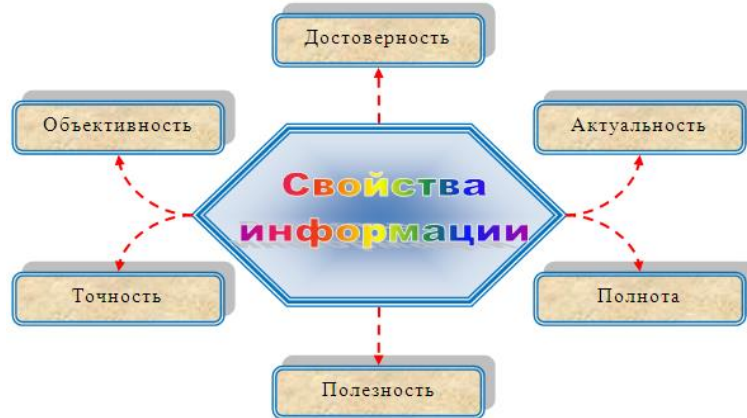 Достоверность
Объективность
Актуальность
Свойства
информации
Точность
Полнота
Полезность